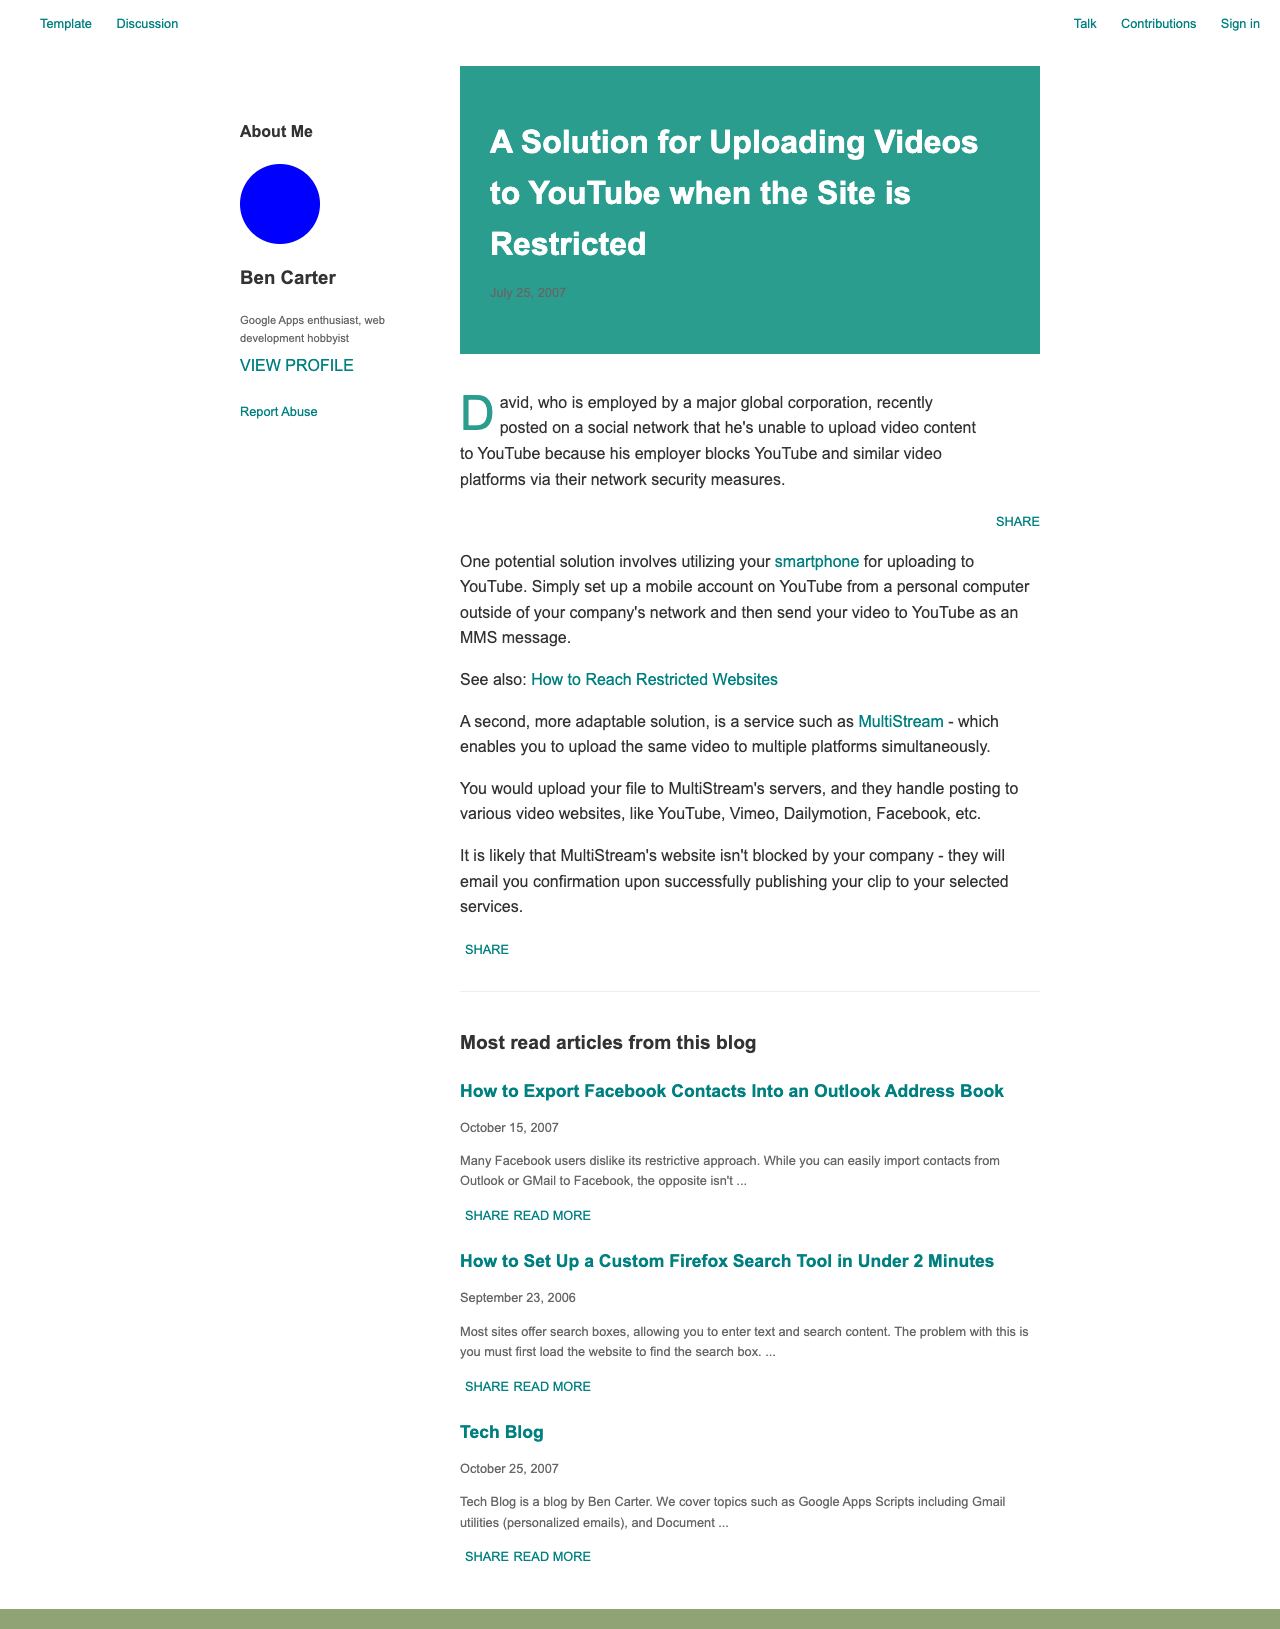 Template Discussion Talk Contributions Sign in
About Me
Ben Carter
Google Apps enthusiast, web
development hobbyist
VIEW PROFILE
Report Abuse
A Solution for Uploading Videos
to YouTube when the Site is
Restricted
July 25, 2007
David, who is employed by a major global corporation, recently
posted on a social network that he's unable to upload video content
to YouTube because his employer blocks YouTube and similar video
platforms via their network security measures.
SHARE
One potential solution involves utilizing your smartphone for uploading to
YouTube. Simply set up a mobile account on YouTube from a personal computer
outside of your company's network and then send your video to YouTube as an
MMS message.
See also: How to Reach Restricted Websites
A second, more adaptable solution, is a service such as MultiStream - which
enables you to upload the same video to multiple platforms simultaneously.
You would upload your file to MultiStream's servers, and they handle posting to
various video websites, like YouTube, Vimeo, Dailymotion, Facebook, etc.
It is likely that MultiStream's website isn't blocked by your company - they will
email you confirmation upon successfully publishing your clip to your selected
services.
SHARE
Most read articles from this blog
How to Export Facebook Contacts Into an Outlook Address Book
October 15, 2007
Many Facebook users dislike its restrictive approach. While you can easily import contacts from
Outlook or GMail to Facebook, the opposite isn't ...
SHARE READ MORE
How to Set Up a Custom Firefox Search Tool in Under 2 Minutes
September 23, 2006
Most sites offer search boxes, allowing you to enter text and search content. The problem with this is
you must first load the website to find the search box. ...
SHARE READ MORE
Tech Blog
October 25, 2007
Tech Blog is a blog by Ben Carter. We cover topics such as Google Apps Scripts including Gmail
utilities (personalized emails), and Document ...
SHARE READ MORE